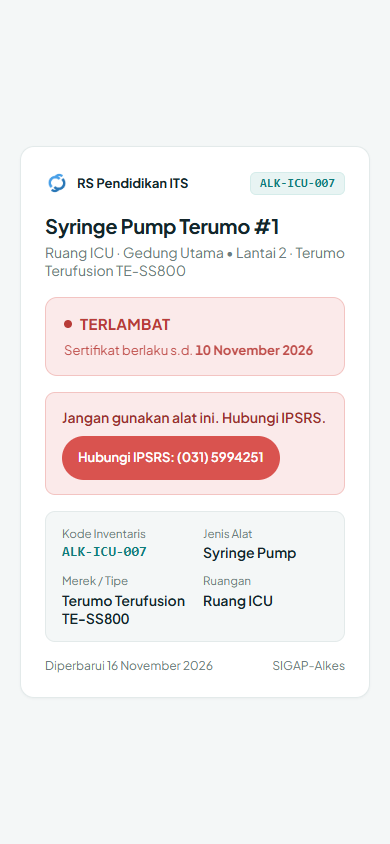 RS Pendidikan ITS
ALK-ICU-007
Syringe Pump Terumo #1
Ruang ICU · Gedung Utama • Lantai 2 · Terumo
Terufusion TE-SS800
TERLAMBAT
Sertifikat berlaku s.d. 10 November 2026
Jangan gunakan alat ini. Hubungi IPSRS.
Hubungi IPSRS: (031) 5994251
Kode Inventaris
ALK-ICU-007
Jenis Alat
Syringe Pump
Merek / Tipe
Terumo Terufusion
TE-SS800
Ruangan
Ruang ICU
Diperbarui 16 November 2026
SIGAP-Alkes